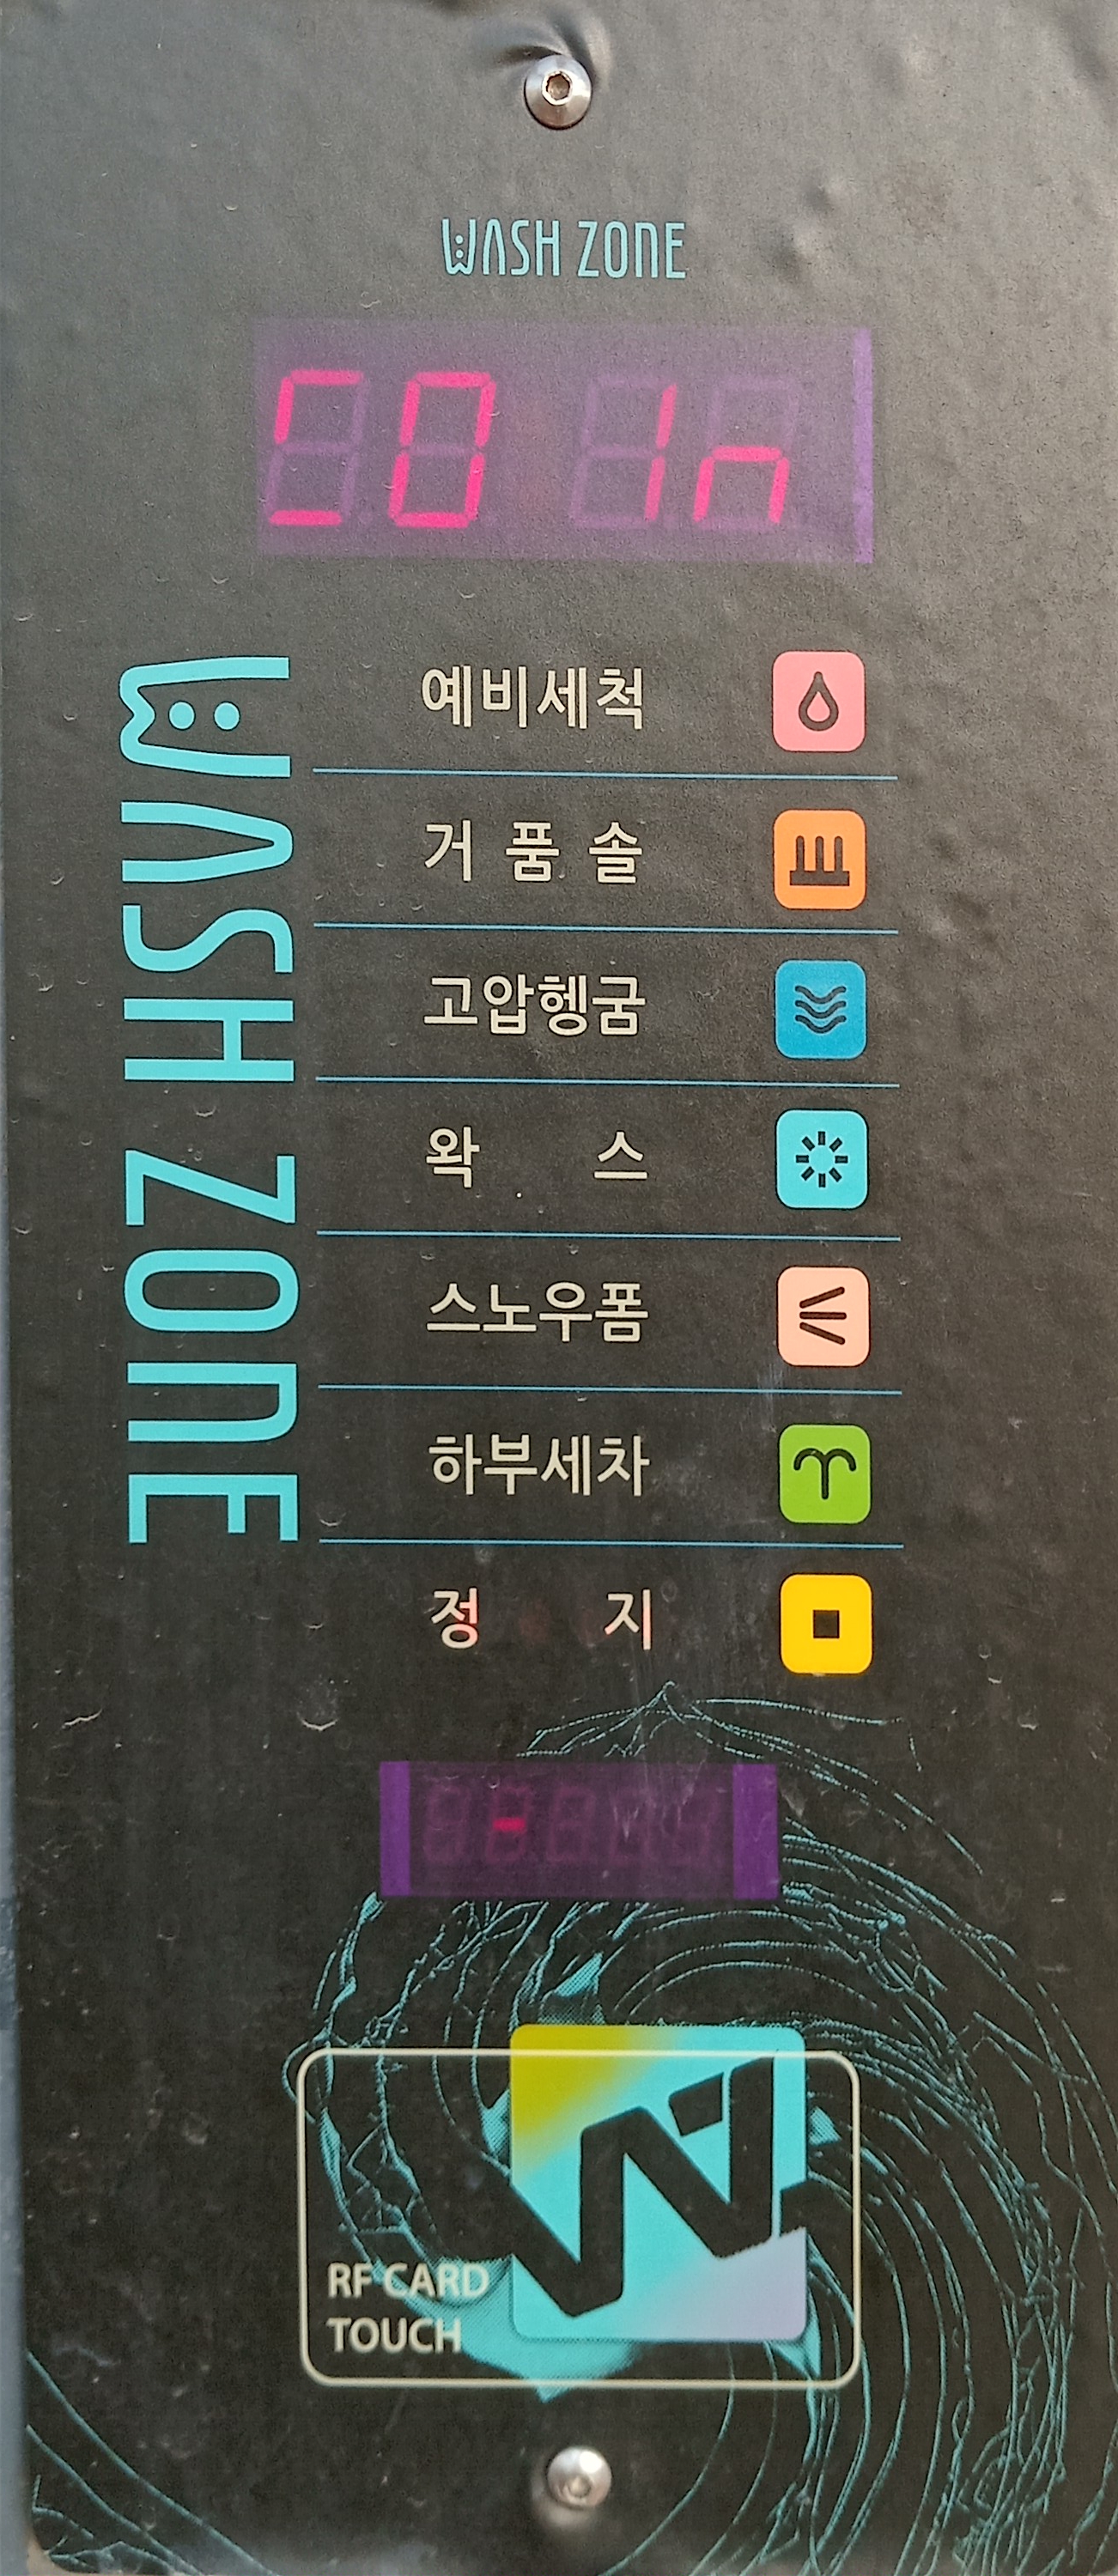 WASH ZONE
COIn
WASH ZONE
예비세척
거 품 솔
고압헹굼
왁 스
스노우폼
하부세차
정 지
-
RF CARD
TOUCH